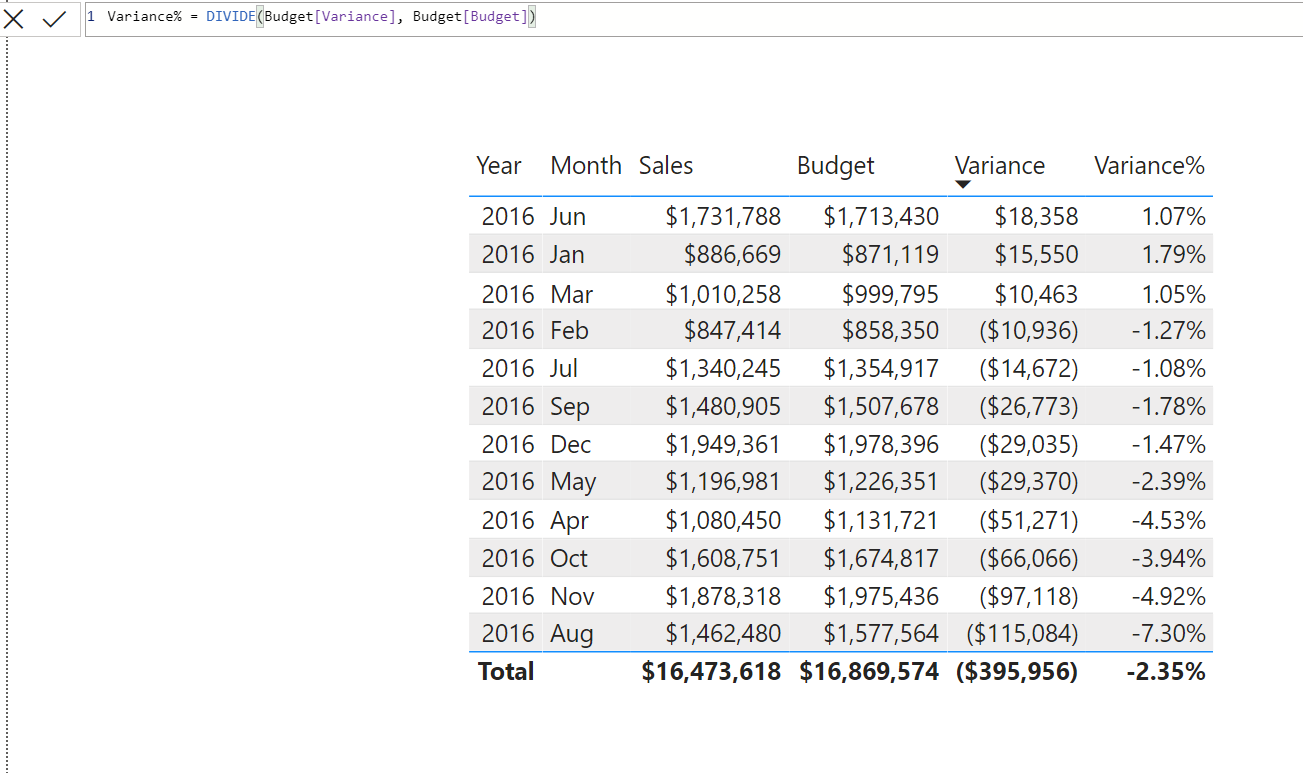 1 Variance% = DIVIDE(Budget[Variance], Budget[Budget])
Year Month Sales Budget Variance Variance%
2016 Jun $1,731,788 $1,713,430 $18,358 1.07%
2016 Jan $886,669 $871,119 $15,550 1.79%
2016 Mar $1,010,258 $999,795 $10,463 1.05%
2016 Feb $847,414 $858,350 ($10,936) -1.27%
2016 Jul $1,340,245 $1,354,917 ($14,672) -1.08%
2016 Sep $1,480,905 $1,507,678 ($26,773) -1.78%
2016 Dec $1,949,361 $1,978,396 ($29,035) -1.47%
2016 May $1,196,981 $1,226,351 ($29,370) -2.39%
2016 Apr $1,080,450 $1,131,721 ($51,271) -4.53%
2016 Oct $1,608,751 $1,674,817 ($66,066) -3.94%
2016 Nov $1,878,318 $1,975,436 ($97,118) -4.92%
2016 Aug $1,462,480 $1,577,564 ($115,084) -7.30%
Total $16,473,618 $16,869,574 ($395,956) -2.35%